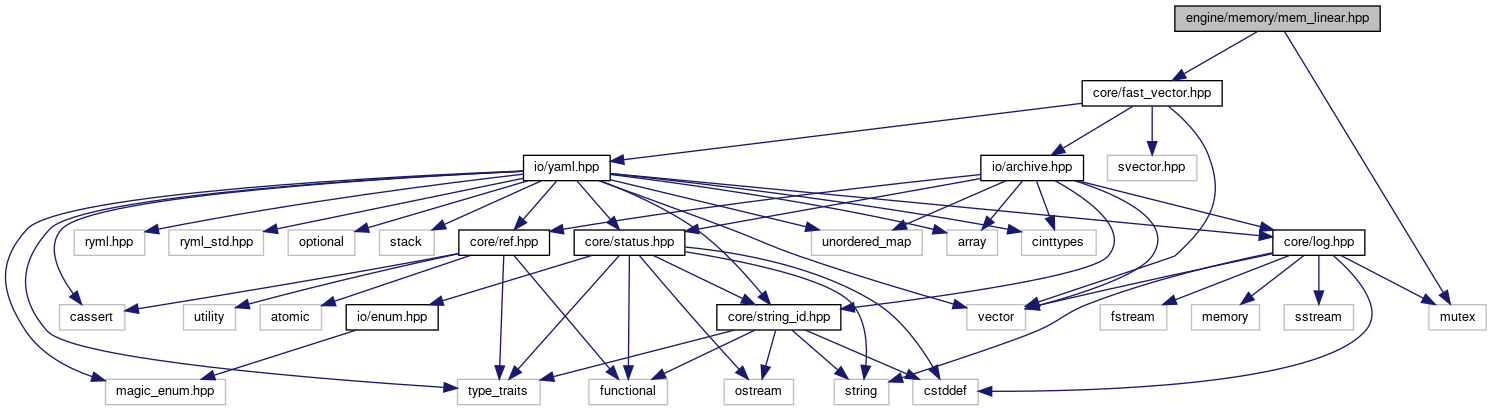 engine/memory/mem_linear.hpp
core/fast_vector.hpp
io/yaml.hpp
io/archive.hpp
svector.hpp
ryml.hpp
ryml_std.hpp
optional
stack
core/ref.hpp
core/status.hpp
unordered_map
array
cinttypes
core/log.hpp
cassert
utility
atomic
io/enum.hpp
core/string_id.hpp
vector
fstream
memory
sstream
mutex
magic_enum.hpp
type_traits
functional
ostream
string
cstddef